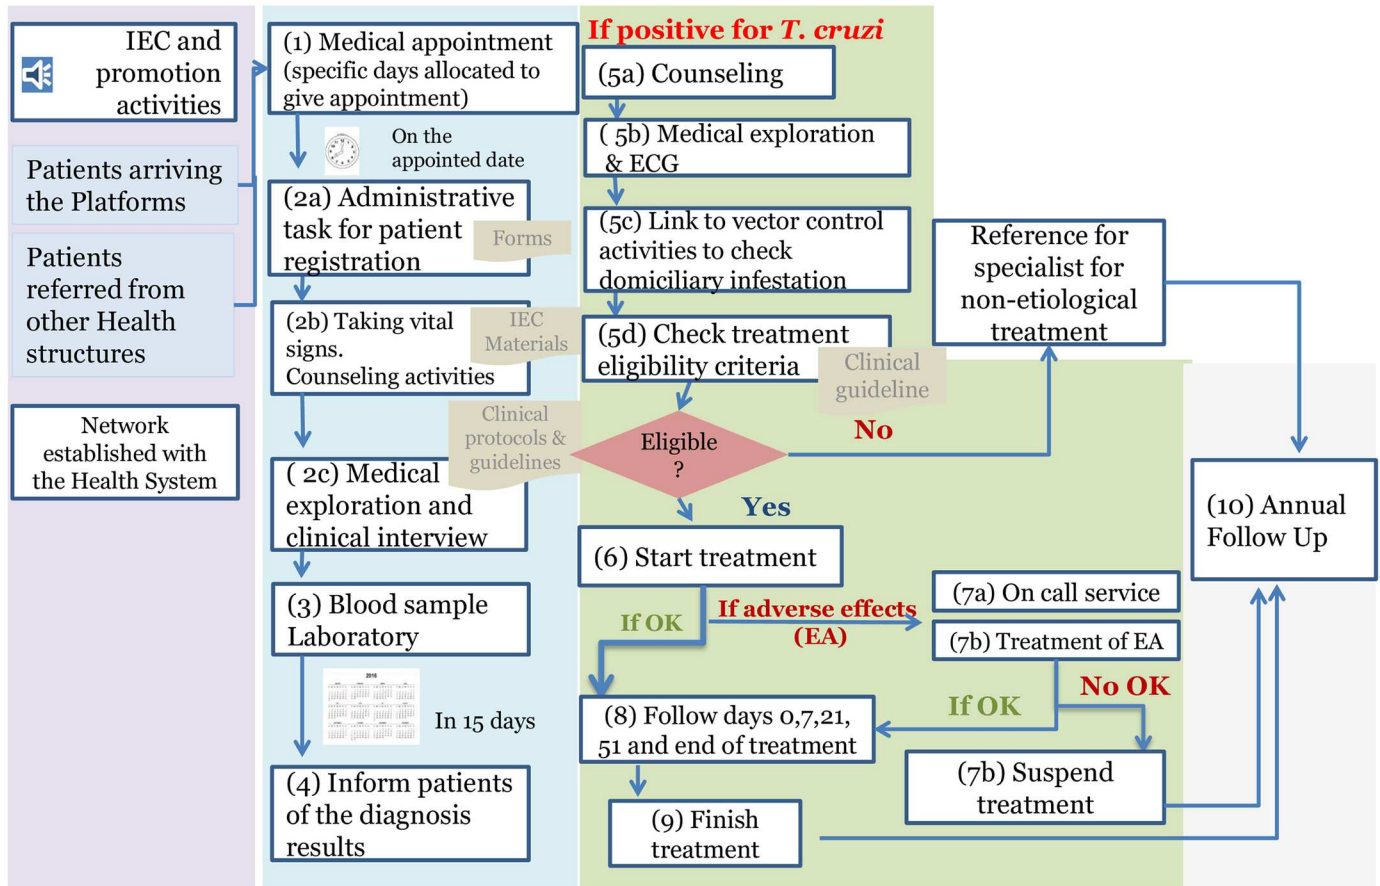 IEC and
promotion
activities
Patients arriving
the Platforms
Patients
referred from
other Health
structures
Network
established with
the Health System
(1) Medical appointment
(specific days allocated to
give appointment)
On the
appointed date
(2a) Administrative
task for patient
registration
Forms
(2b) Taking vital
signs.
Counseling activities
IEC
Materials
Clinical
protocols &
guidelines
( 2c) Medical
exploration and
clinical interview
(3) Blood sample
Laboratory
2016
In 15 days
(4) Inform patients
of the diagnosis
results
If positive for T. cruzi
(5a) Counseling
( 5b) Medical exploration
& ECG
(5c) Link to vector control
activities to check
domiciliary infestation
(5d) Check treatment
eligibility criteria
Clinical
guideline
Eligible
?
No
Yes
Reference for
specialist for
non-etiological
treatment
(6) Start treatment
If OK
If adverse effects
(EA)
(7a) On call service
(7b) Treatment of EA
No OK
If OK
(7b) Suspend
treatment
(8) Follow days 0,7,21,
51 and end of treatment
(9) Finish
treatment
(10) Annual
Follow Up